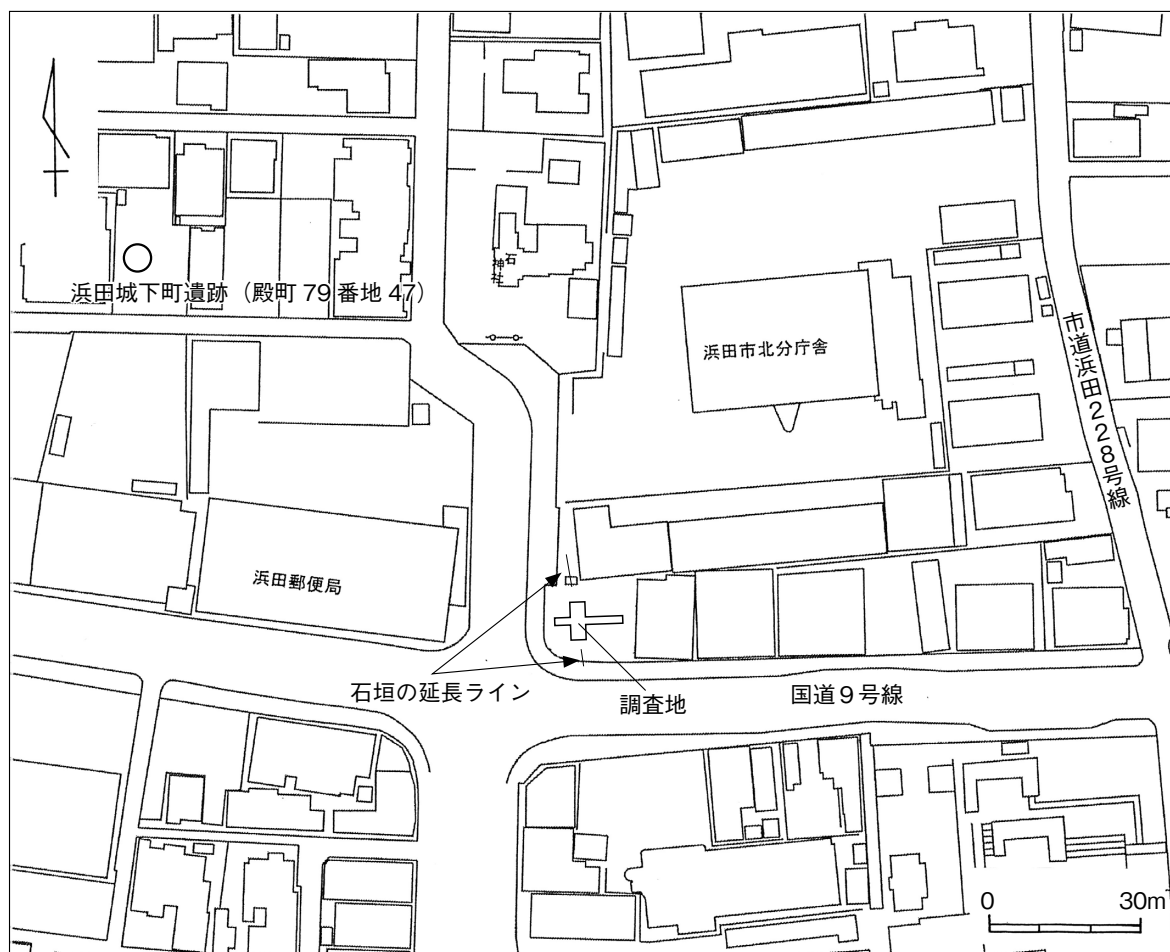 石
神社
浜田城下町遺跡（殿町 79 番地 47）
浜田市北分庁舎
市道浜田228号線
浜田郵便局
石垣の延長ライン
調査地
国道9号線
0 30m